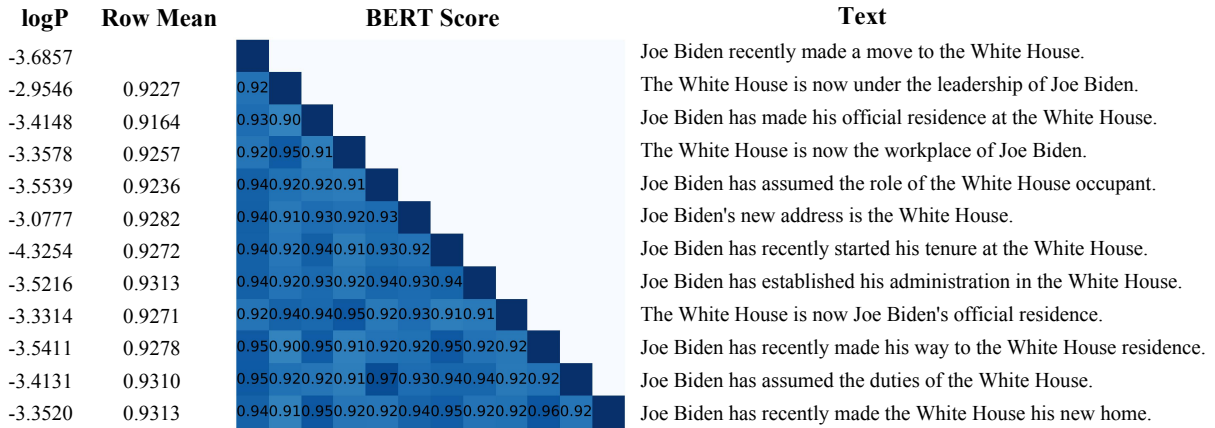 logP Row Mean BERT Score Text
-3.6857 Joe Biden recently made a move to the White House.
-2.9546 0.9227 0.92 The White House is now under the leadership of Joe Biden.
-3.4148 0.9164 0.93 0.90 Joe Biden has made his official residence at the White House.
-3.3578 0.9257 0.92 0.95 0.91 The White House is now the workplace of Joe Biden.
-3.5539 0.9236 0.94 0.92 0.92 0.91 Joe Biden has assumed the role of the White House occupant.
-3.0777 0.9282 0.94 0.91 0.93 0.92 0.93 Joe Biden's new address is the White House.
-4.3254 0.9272 0.94 0.92 0.94 0.91 0.93 0.92 Joe Biden has recently started his tenure at the White House.
-3.5216 0.9313 0.94 0.92 0.93 0.92 0.94 0.93 0.94 Joe Biden has established his administration in the White House.
-3.3314 0.9271 0.92 0.94 0.94 0.95 0.92 0.93 0.91 0.91 The White House is now Joe Biden's official residence.
-3.5411 0.9278 0.95 0.90 0.95 0.91 0.92 0.92 0.95 0.92 0.92 Joe Biden has recently made his way to the White House residence.
-3.4131 0.9310 0.95 0.92 0.92 0.91 0.97 0.93 0.94 0.94 0.92 0.92 Joe Biden has assumed the duties of the White House.
-3.3520 0.9313 0.94 0.91 0.95 0.92 0.92 0.94 0.95 0.92 0.92 0.96 0.92 Joe Biden has recently made the White House his new home.